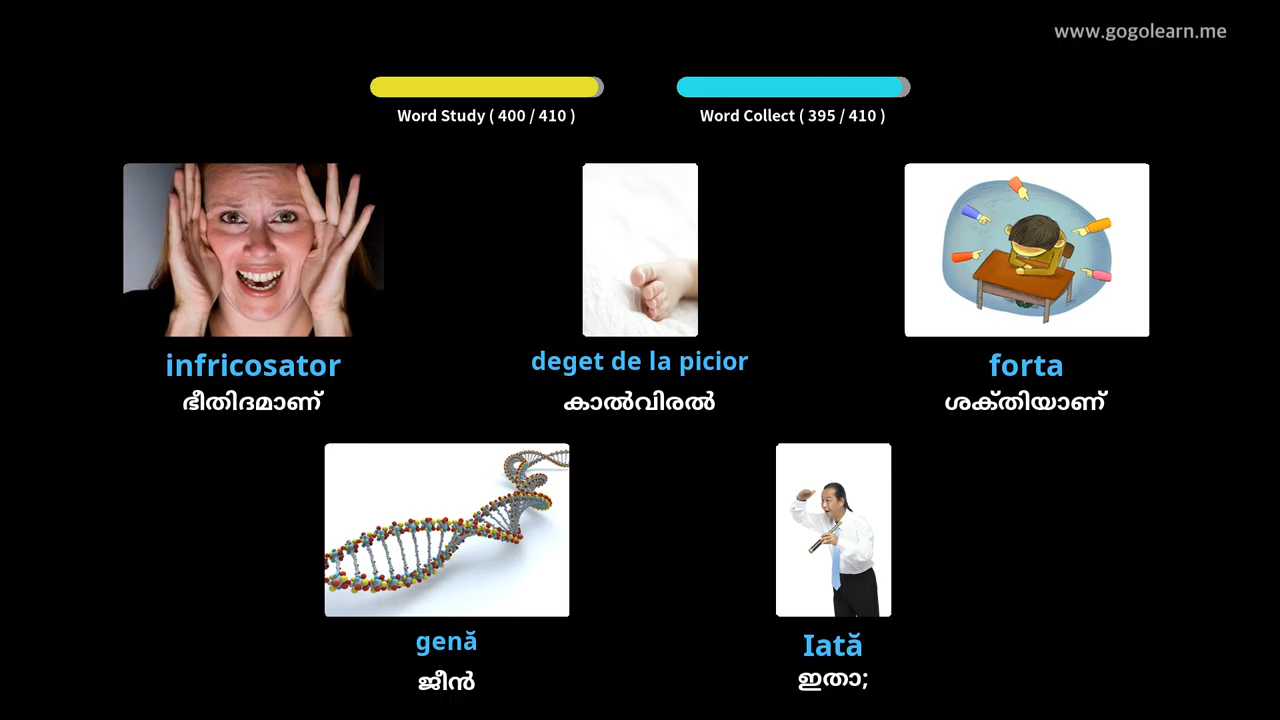 www.gogolearn.me
Word Study ( 400 / 410 )
Word Collect ( 395 / 410 )
infricosator
ഭീതിദമാണ്
deget de la picior
കാൽവിരൽ
forta
ശക്തിയാണ്
genă
ജീൻ
Iată
ഇതാ;